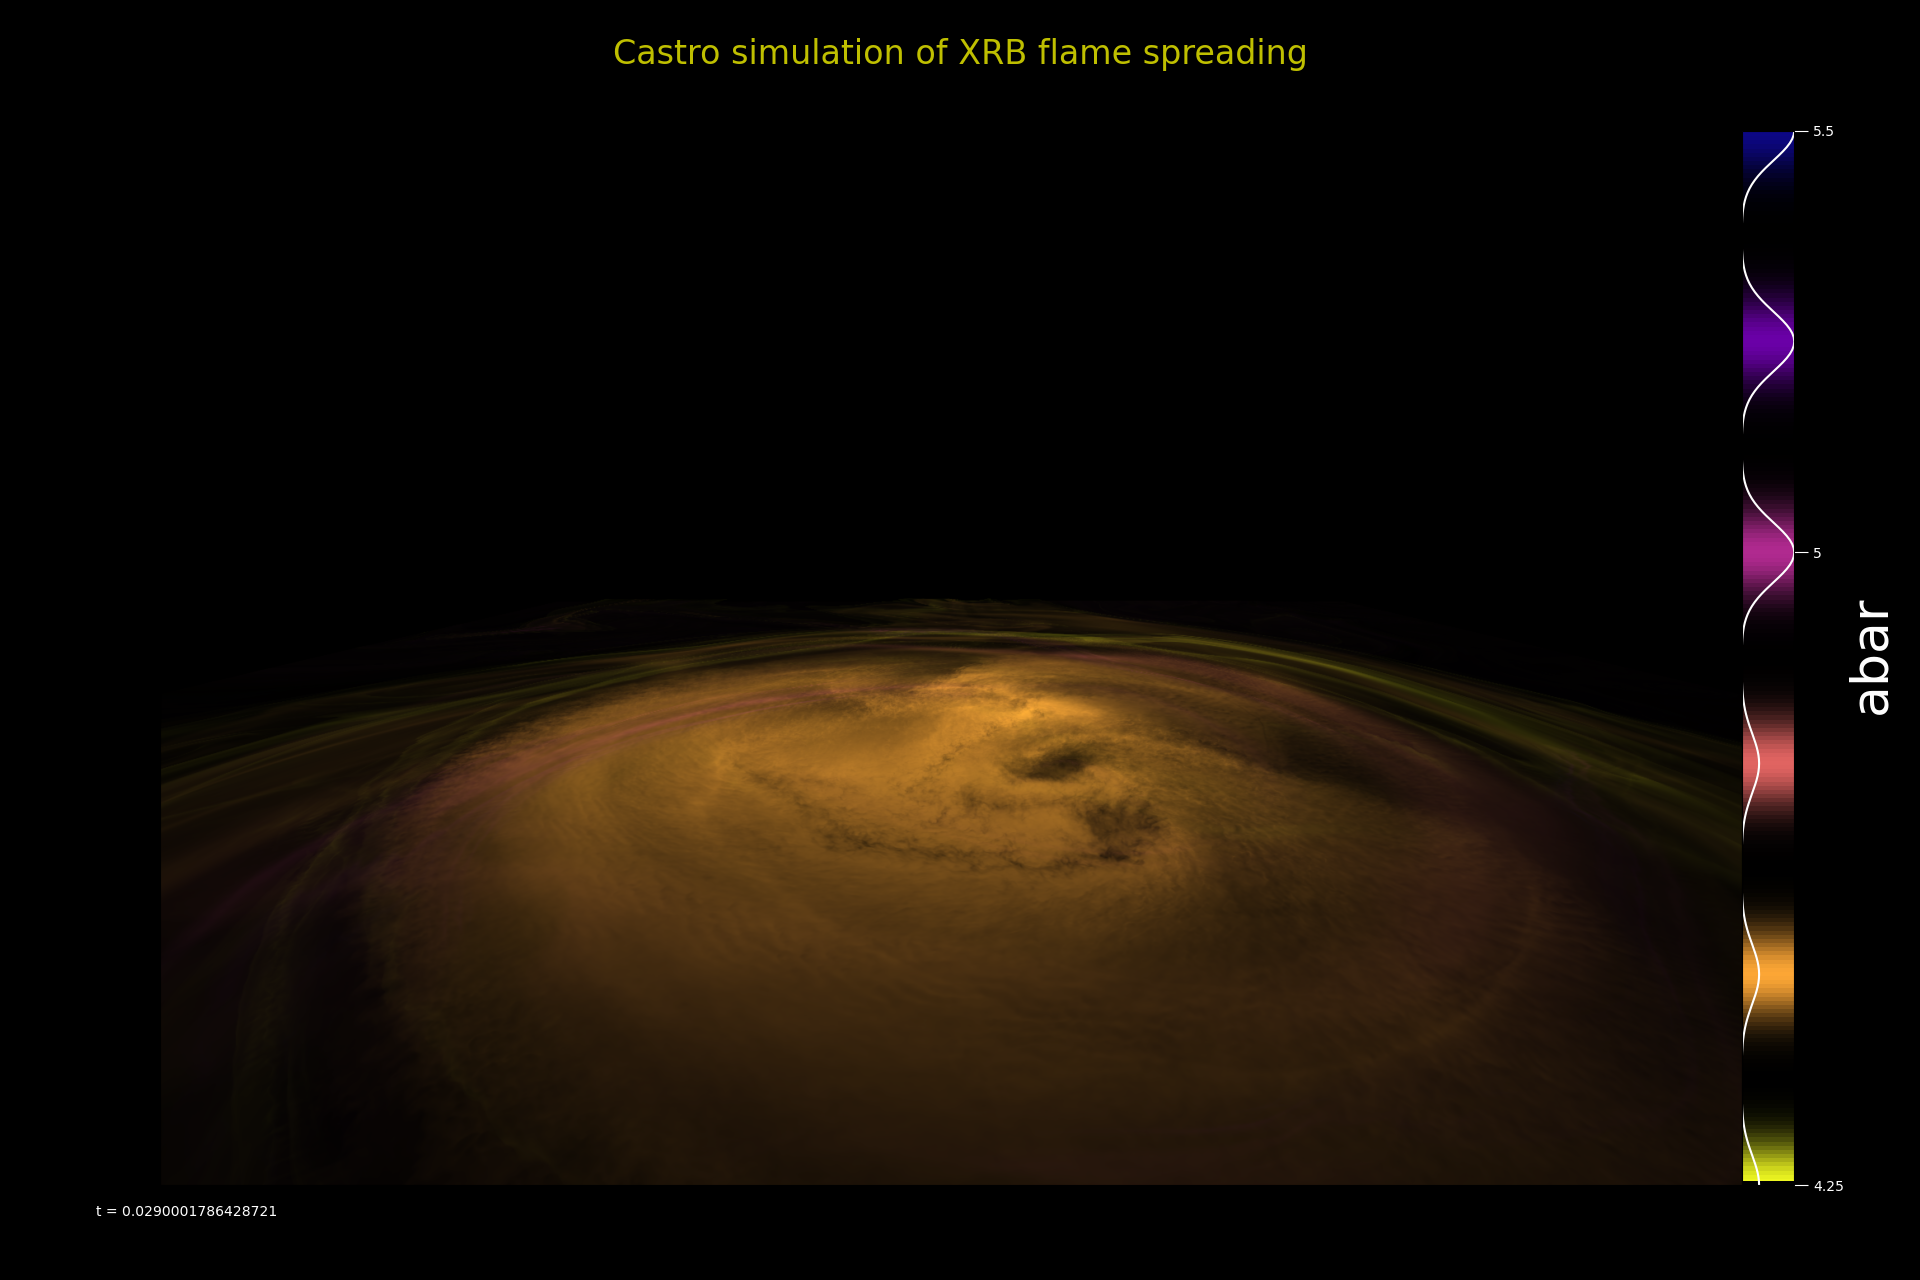 Castro simulation of XRB flame spreading
5.5
5
abar
4.25
t = 0.0290001786428721